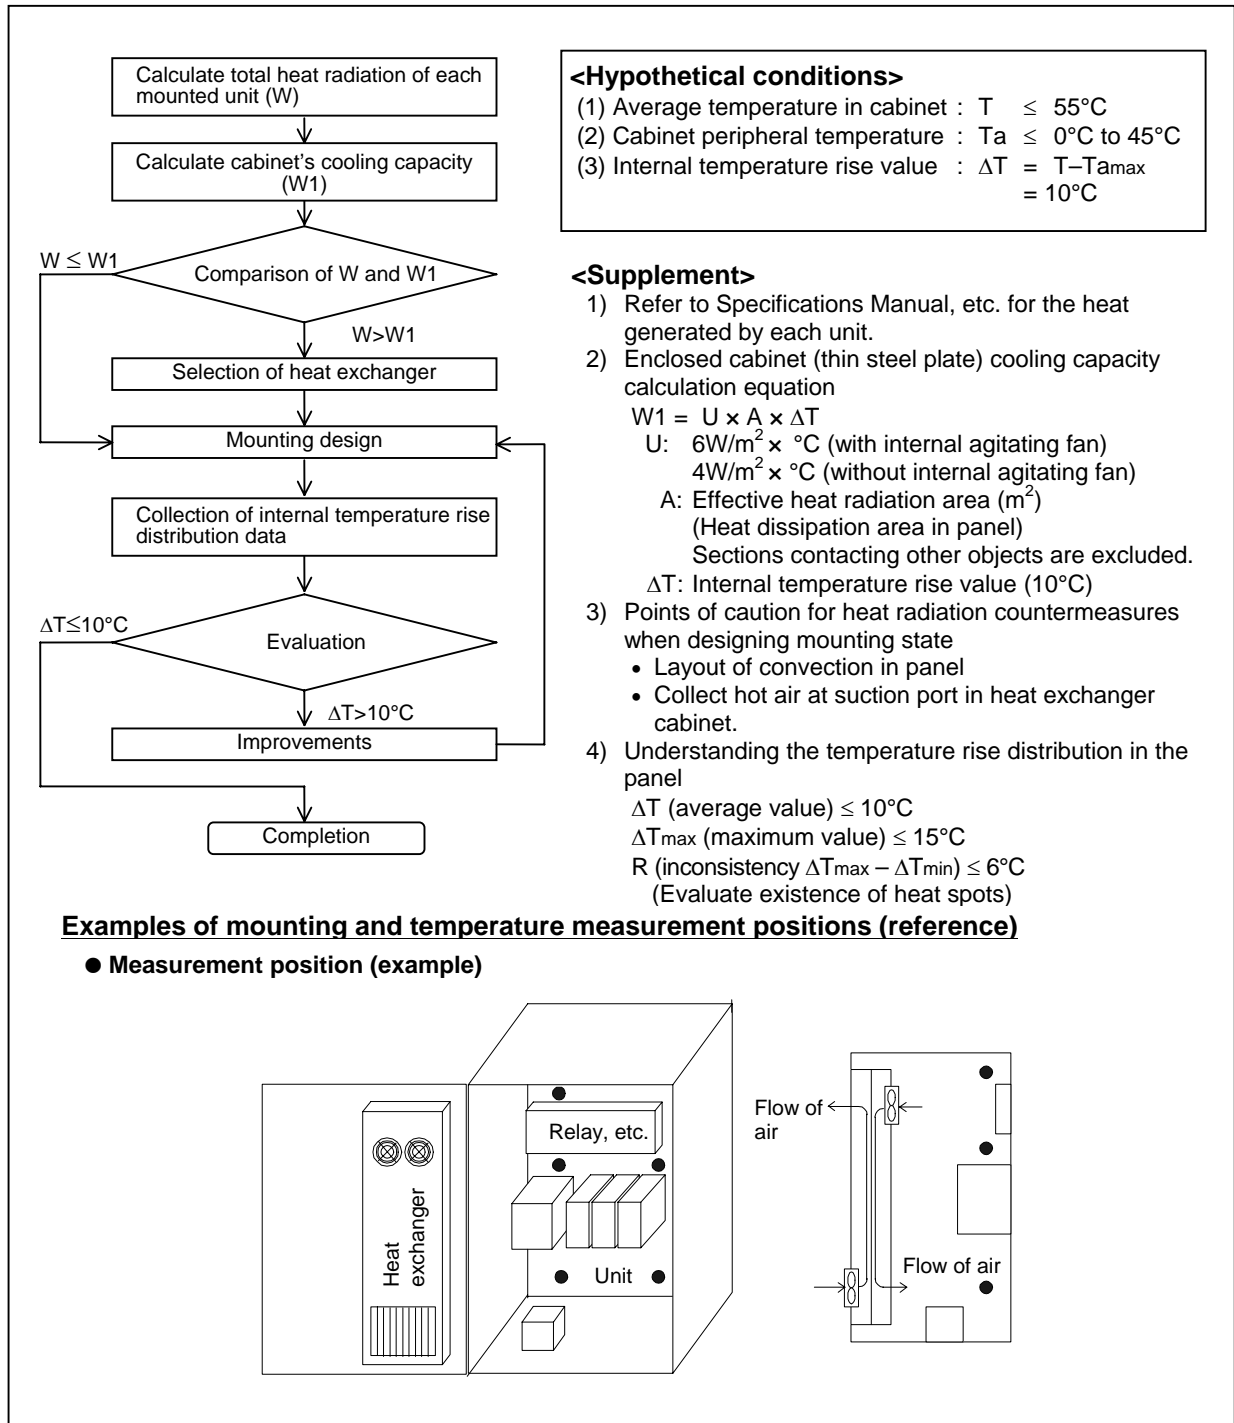 Calculate total heat radiation of each
mounted unit (W)
Calculate cabinet's cooling capacity
(W1)
W ≤ W1
Comparison of W and W1
W>W1
Selection of heat exchanger
Mounting design
Collection of internal temperature rise
distribution data
ΔT≤10°C
Evaluation
ΔT>10°C
Improvements
Completion
<Hypothetical conditions>
(1) Average temperature in cabinet : T ≤ 55°C
(2) Cabinet peripheral temperature : Ta ≤ 0°C to 45°C
(3) Internal temperature rise value : ΔT = T–Tamax
= 10°C
<Supplement>
1) Refer to Specifications Manual, etc. for the heat
generated by each unit.
2) Enclosed cabinet (thin steel plate) cooling capacity
calculation equation
W1 = U × A × ΔT
U: 6W/m² × °C (with internal agitating fan)
4W/m² × °C (without internal agitating fan)
A: Effective heat radiation area (m²)
(Heat dissipation area in panel)
Sections contacting other objects are excluded.
ΔT: Internal temperature rise value (10°C)
3) Points of caution for heat radiation countermeasures
when designing mounting state
• Layout of convection in panel
• Collect hot air at suction port in heat exchanger
cabinet.
4) Understanding the temperature rise distribution in the
panel
ΔT (average value) ≤ 10°C
ΔTmax (maximum value) ≤ 15°C
R (inconsistency ΔTmax – ΔTmin) ≤ 6°C
(Evaluate existence of heat spots)
Examples of mounting and temperature measurement positions (reference)
● Measurement position (example)
Heat
exchanger
Relay, etc.
Unit
Flow of
air
Flow of air